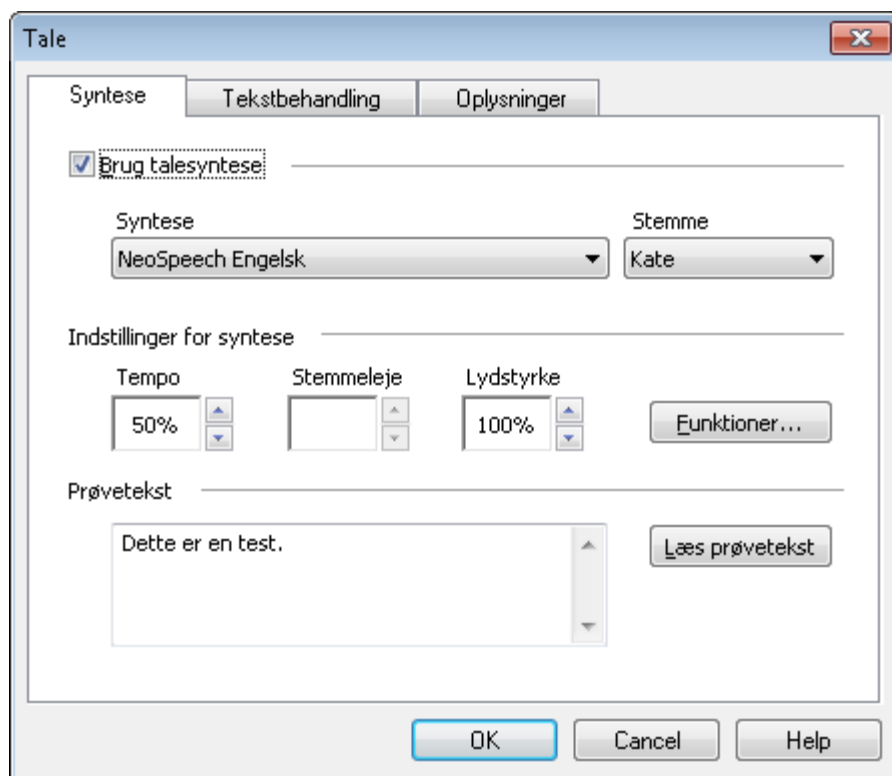 Tale
Syntese Tekstbehandling Oplysninger
Brug talesyntese
Syntese Stemme
NeoSpeech Engelsk Kate
Indstillinger for syntese
Tempo Stemmeleje Lydstyrke
50% 100% Funktioner...
Prøvetekst
Dette er en test. Læs prøvetekst
OK Cancel Help